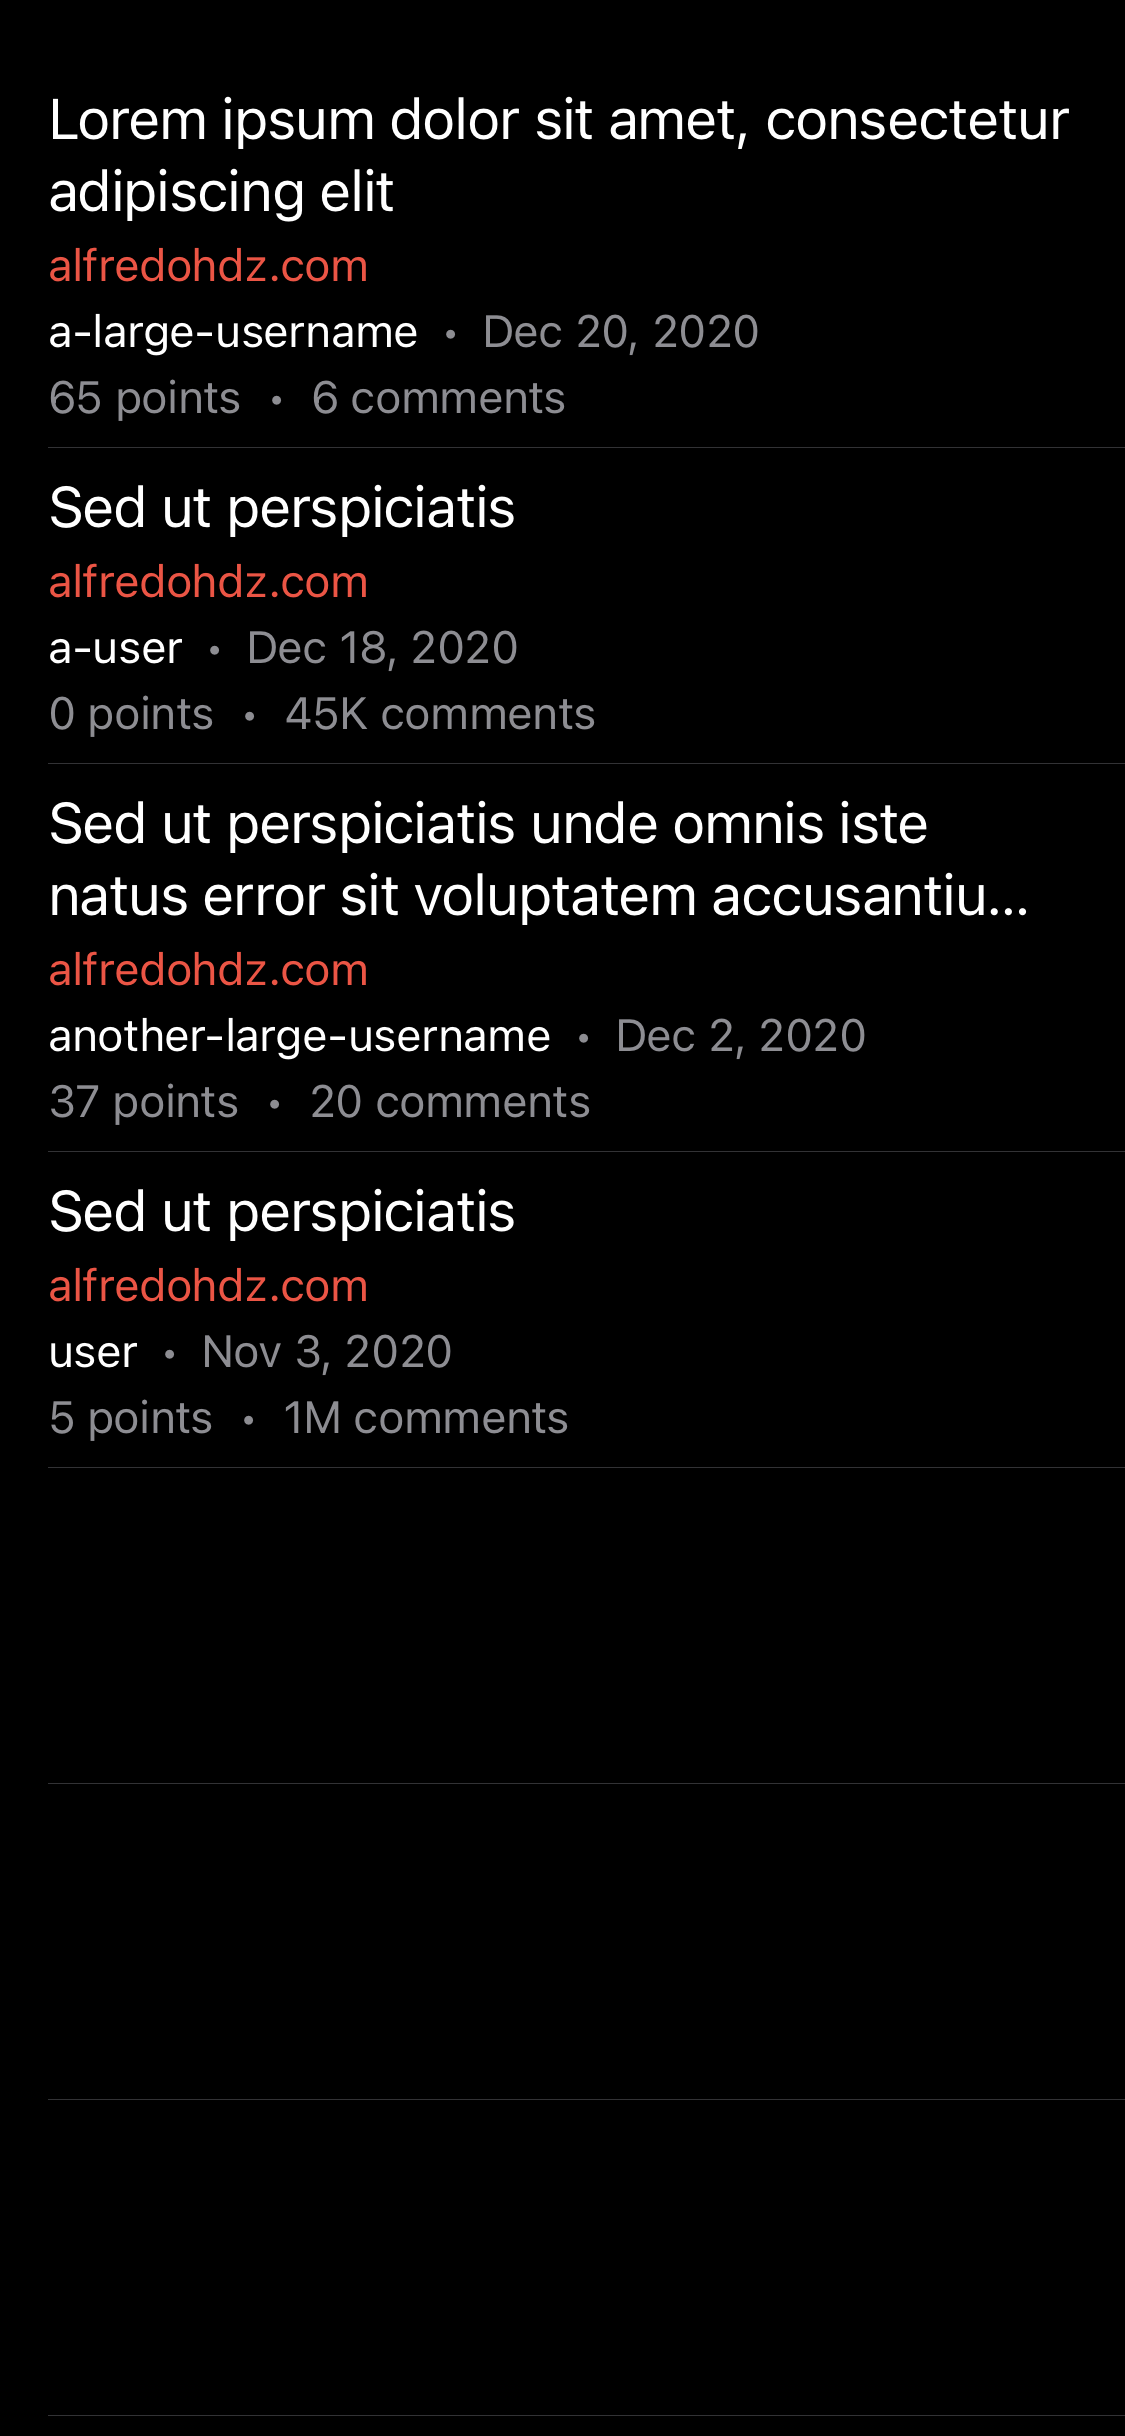 Lorem ipsum dolor sit amet, consectetur
adipiscing elit
alfredohdz.com
a-large-username • Dec 20, 2020
65 points • 6 comments
Sed ut perspiciatis
alfredohdz.com
a-user • Dec 18, 2020
0 points • 45K comments
Sed ut perspiciatis unde omnis iste
natus error sit voluptatem accusantiu...
alfredohdz.com
another-large-username • Dec 2, 2020
37 points • 20 comments
Sed ut perspiciatis
alfredohdz.com
user • Nov 3, 2020
5 points • 1M comments